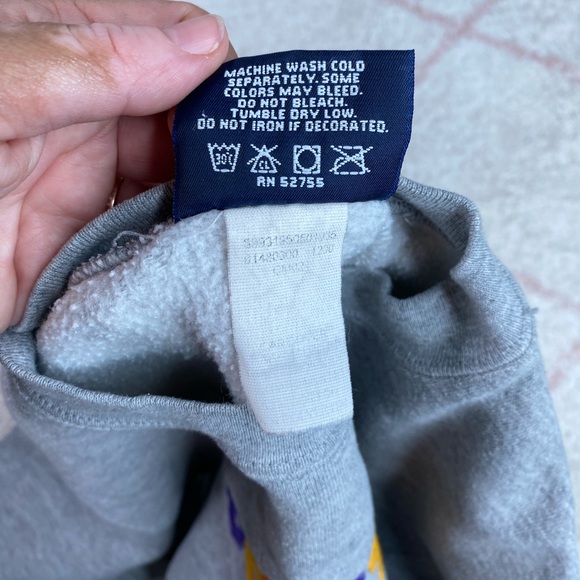 MACHINE WASH COLD
SEPARATELY. SOME
COLORS MAY BLEED.
DO NOT BLEACH.
TUMBLE DRY LOW.
DO NOT IRON IF DECORATED.
30° CL
RN 52755